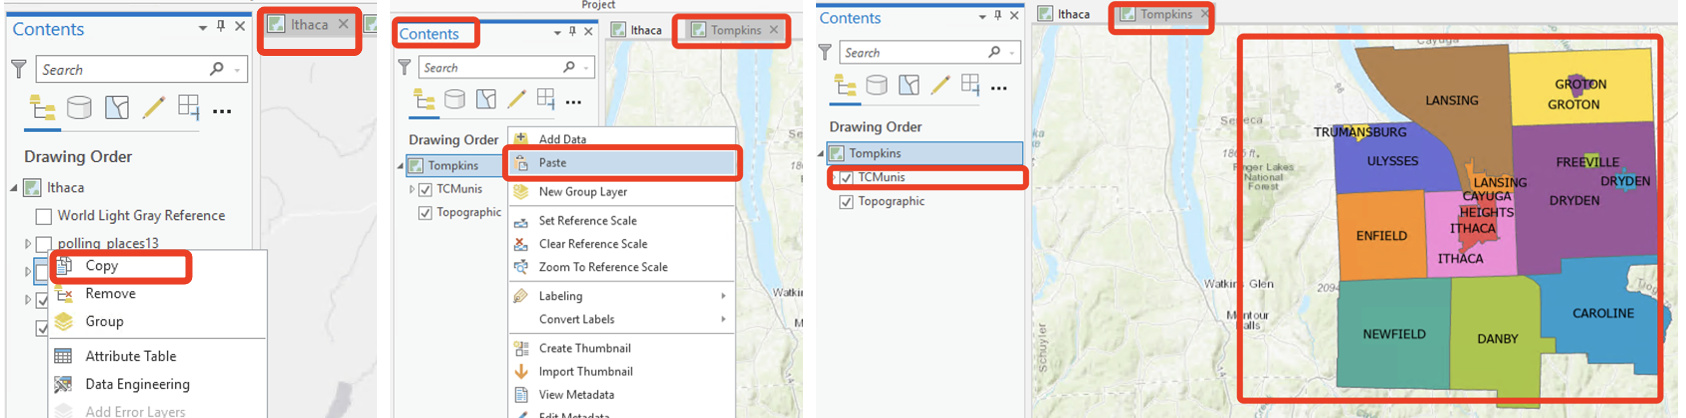 Contents
Ithaca
Search
Drawing Order
Ithaca
World Light Gray Reference
polling_places13
Copy
Remove
Group
Attribute Table
Data Engineering
Add Error Layers
Project
Contents
Ithaca
Tompkins
Search
Drawing Order
Tompkins
TCMunis
Topographic
Add Data
Paste
New Group Layer
Set Reference Scale
Clear Reference Scale
Zoom To Reference Scale
Labeling
Convert Labels
Create Thumbnail
Import Thumbnail
View Metadata
Edit Metadata
Seneca
Watkin
Contents
Ithaca
Tompkins
Search
Drawing Order
Tompkins
TCMunis
Topographic
Cayuga
Seneca
1865 ft
Finger Lakes
National
Forest
Watkins Glen
2094
Montour
Falls
Schuyler
LANSING
GROTON
GROTON
TRUMANSBURG
ULYSSES
FREEVILLE
DRYDEN
DRYDEN
LANSING
CAYUGA
HEIGHTS
ITHACA
ENFIELD
ITHACA
CAROLINE
NEWFIELD
DANBY